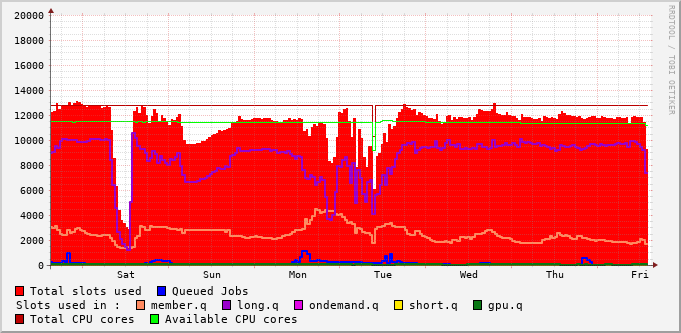 20000
18000
16000
14000
12000
10000
8000
6000
4000
2000
0
Sat Sun Mon Tue Wed Thu Fri
RRDTOOL / TOBI OETIKER
Total slots used Queued Jobs
Slots used in : member.q long.q ondemand.q short.q gpu.q
Total CPU cores Available CPU cores